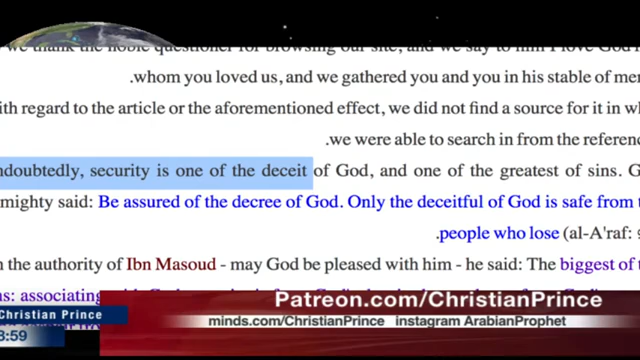 we thank the noble questioner for browsing our site, and we say to him I love God
.whom you loved us, and we gathered you and you in his stable of
with regard to the article or the aforementioned effect, we did not find a source for it in
.we were able to search in from the
undoubtedly, security is one of the deceit of God, and one of the greatest of sins.
mighty said: Be assured of the decree of God. Only the deceitful of God is safe from
.people who lose (al-A'raf:
the authority of Ibn Masoud - may God be pleased with him - he said: The biggest of
associating
Patreon.com/ChristianPrince
Christian Prince
minds.com/ChristianPrince instagram ArabianProphet
8:59